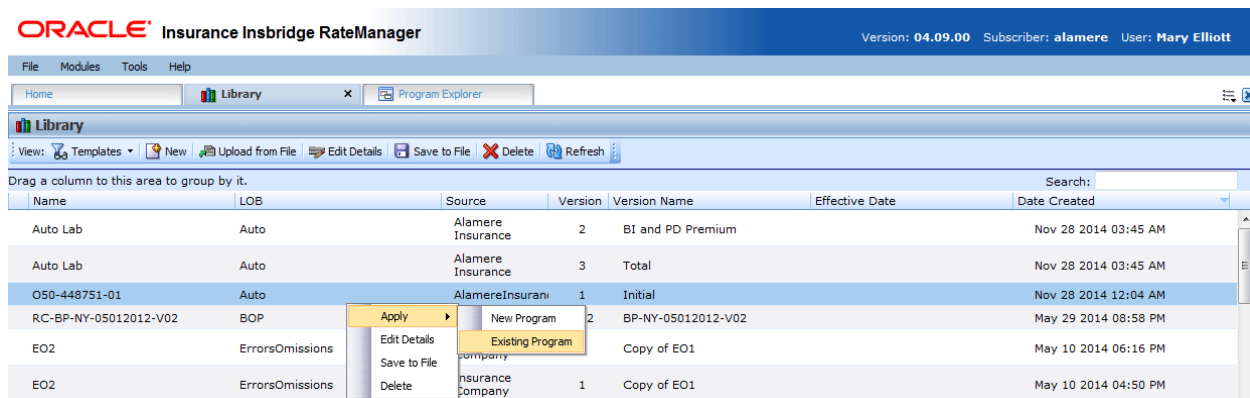 ORACLE® Insurance Insbridge RateManager
Version: 04.09.00 Subscriber: alamere User: Mary Elliott
File Modules Tools Help
Home Library x Program Explorer
Library
View: Templates New Upload from File Edit Details Save to File Delete Refresh
Drag a column to this area to group by it. Search:
Name LOB Source Version Version Name Effective Date Date Created
Auto Lab Auto Alamere Insurance 2 BI and PD Premium Nov 28 2014 03:45 AM
Auto Lab Auto Alamere Insurance 3 Total Nov 28 2014 03:45 AM
O50-448751-01 Auto AlamereInsuran 1 Initial Nov 28 2014 12:04 AM
RC-BP-NY-05012012-V02 BOP 2 BP-NY-05012012-V02 May 29 2014 08:58 PM
Apply New Program
Edit Details Existing Program
Save to File
Delete
EO2 ErrorsOmissions Copy of EO1 May 10 2014 06:16 PM
EO2 ErrorsOmissions Insurance Company 1 Copy of EO1 May 10 2014 04:50 PM